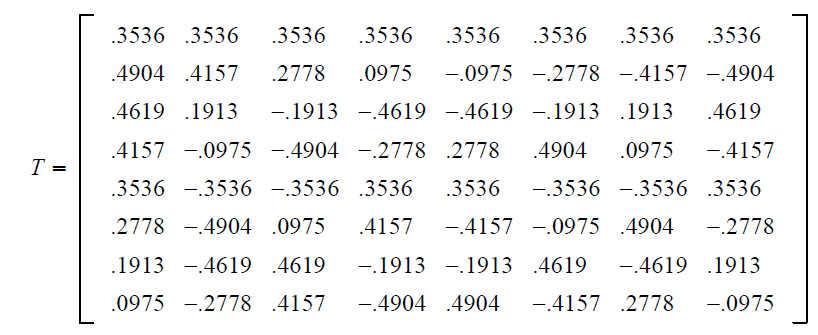 .3536 .3536 .3536 .3536 .3536 .3536 .3536 .3536
.4904 .4157 .2778 .0975 –.0975 –.2778 –.4157 –.4904
.4619 .1913 –.1913 –.4619 –.4619 –.1913 .1913 .4619
T = .4157 –.0975 –.4904 –.2778 .2778 .4904 .0975 –.4157
.3536 –.3536 –.3536 .3536 .3536 –.3536 –.3536 .3536
.2778 –.4904 .0975 .4157 –.4157 –.0975 .4904 –.2778
.1913 –.4619 .4619 –.1913 –.1913 .4619 –.4619 .1913
.0975 –.2778 .4157 –.4904 .4904 –.4157 .2778 –.0975